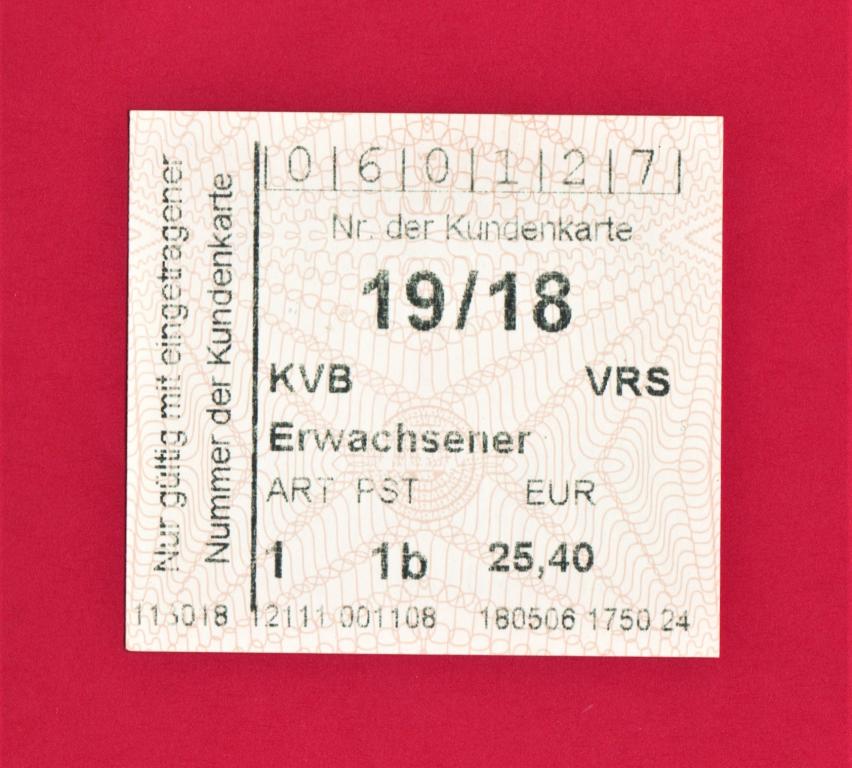 Nur gültig mit eingetragener
Nummer der Kundenkarte
0 6 0 1 2 7
Nr. der Kundenkarte
19/18
KVB VRS
Erwachsener
ART PST EUR
1 1b 25,40
12111 001108 180506 1750 24